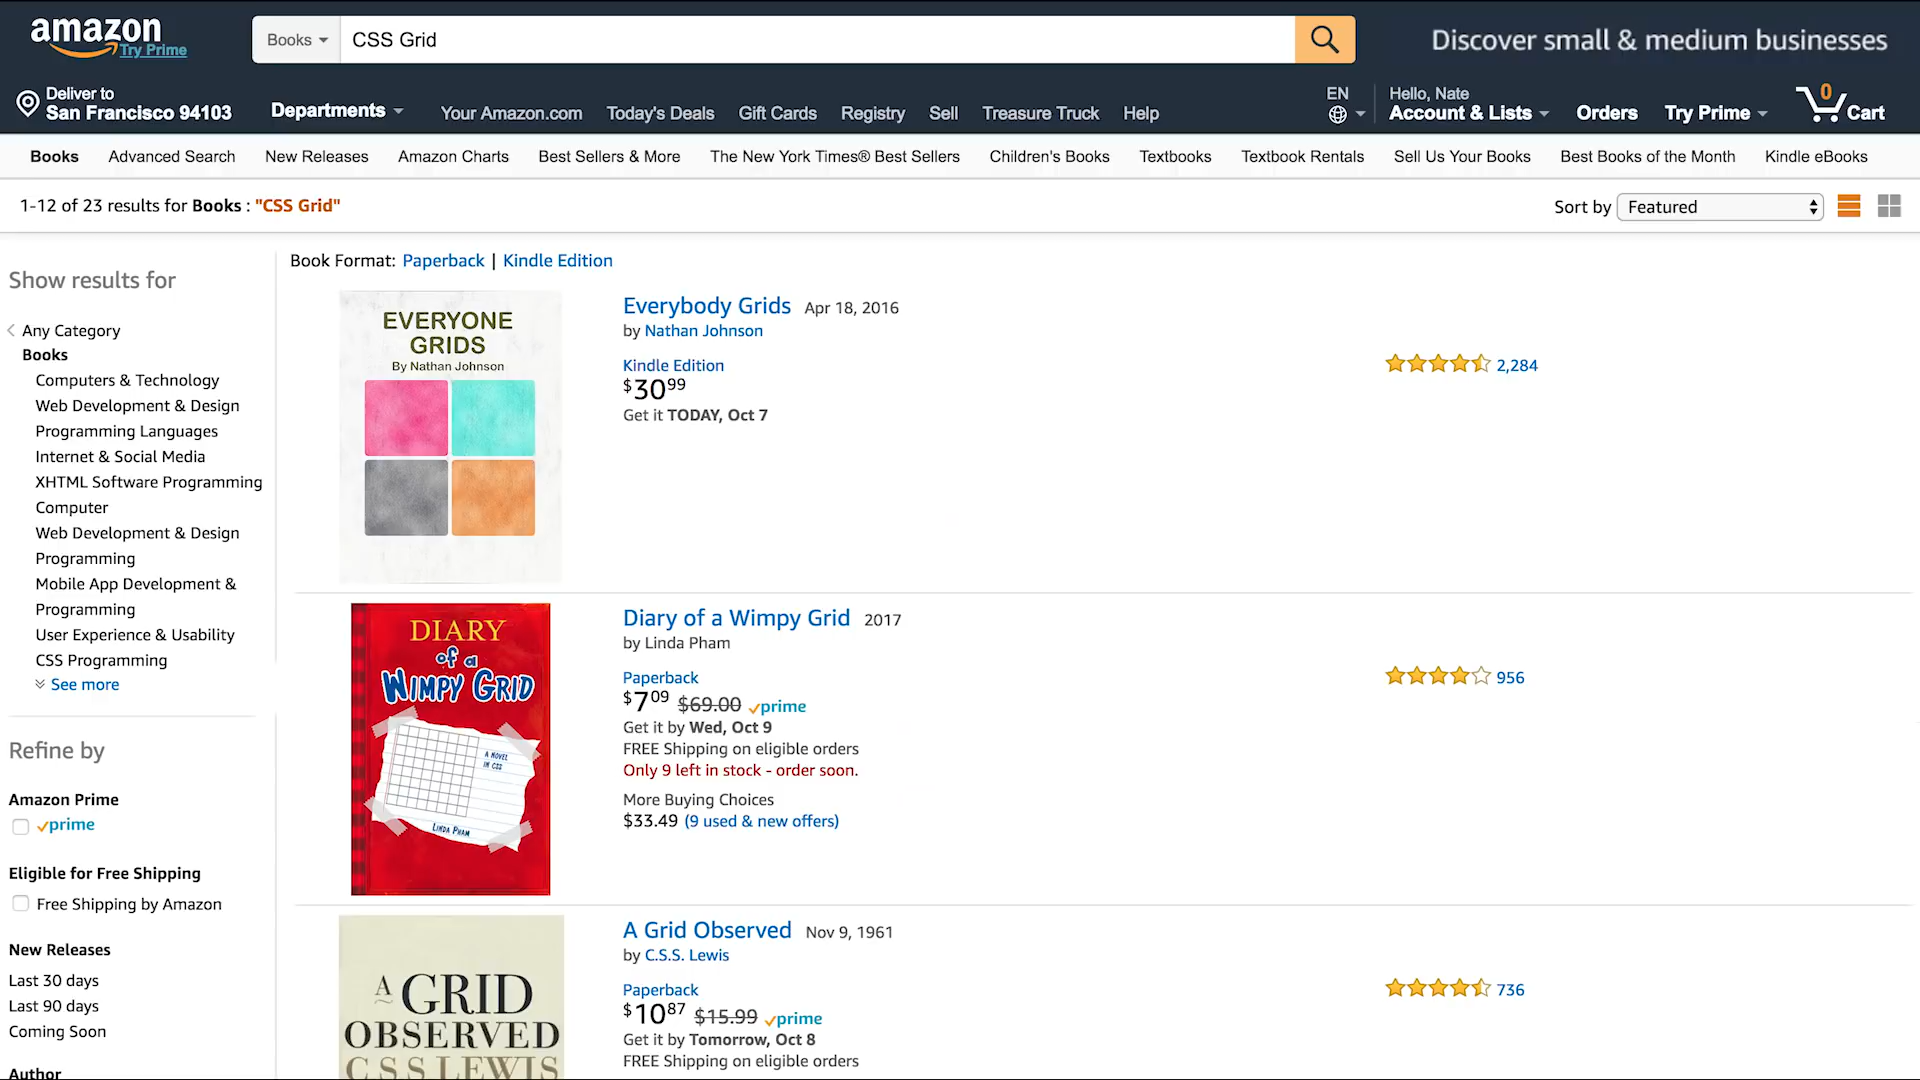 amazon
Try Prime
Books
CSS Grid
Discover small & medium businesses
Deliver to
San Francisco 94103
Departments
Your Amazon.com
Today's Deals
Gift Cards
Registry
Sell
Treasure Truck
Help
EN
Hello, Nate
Account & Lists
Orders
Try Prime
0
Cart
Books
Advanced Search
New Releases
Amazon Charts
Best Sellers & More
The New York Times® Best Sellers
Children's Books
Textbooks
Textbook Rentals
Sell Us Your Books
Best Books of the Month
Kindle eBooks
1-12 of 23 results for Books : "CSS Grid"
Sort by
Featured
Show results for
Any Category
Books
Computers & Technology
Web Development & Design
Programming Languages
Internet & Social Media
XHTML Software Programming
Computer
Web Development & Design
Programming
Mobile App Development &
Programming
User Experience & Usability
CSS Programming
See more
Refine by
Amazon Prime
prime
Eligible for Free Shipping
Free Shipping by Amazon
New Releases
Last 30 days
Last 90 days
Coming Soon
Author
Book Format: Paperback | Kindle Edition
EVERYONE
GRIDS
By Nathan Johnson
Everybody Grids Apr 18, 2016
by Nathan Johnson
Kindle Edition
$30 99
Get it TODAY, Oct 7
2,284
DIARY
of a
WIMPY GRID
A NOVEL
IN CSS
LINDA PHAM
Diary of a Wimpy Grid 2017
by Linda Pham
Paperback
$7 09 $69.00 prime
Get it by Wed, Oct 9
FREE Shipping on eligible orders
Only 9 left in stock - order soon.
More Buying Choices
$33.49 (9 used & new offers)
956
A GRID
OBSERVED
C.S.S. LEWIS
A Grid Observed Nov 9, 1961
by C.S.S. Lewis
Paperback
$10 87 $15.99 prime
Get it by Tomorrow, Oct 8
FREE Shipping on eligible orders
736